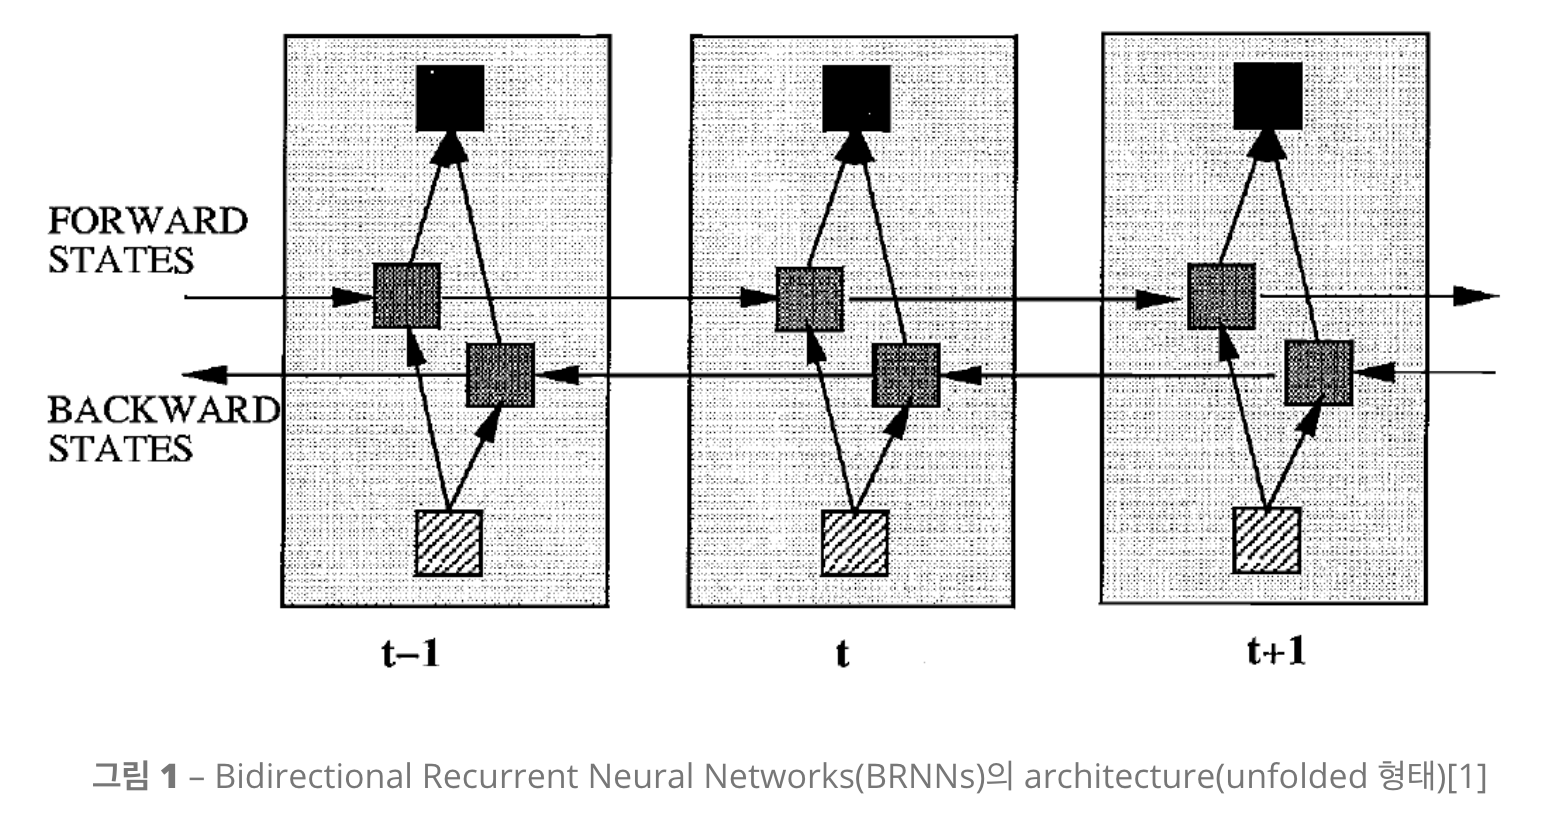 FORWARD
STATES
BACKWARD
STATES
t−1
t
t+1
그림 1 – Bidirectional Recurrent Neural Networks(BRNNs)의 architecture(unfolded 형태)[1]